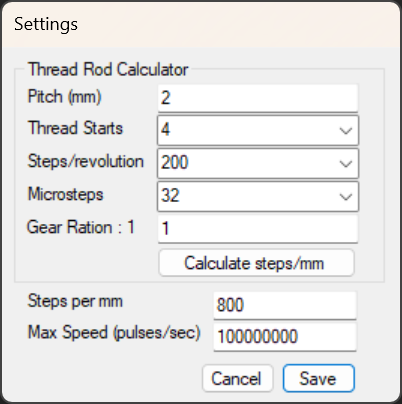 Settings
Thread Rod Calculator
Pitch (mm) 2
Thread Starts 4
Steps/revolution 200
Microsteps 32
Gear Ration : 1 1
Calculate steps/mm
Steps per mm 800
Max Speed (pulses/sec) 100000000
Cancel Save